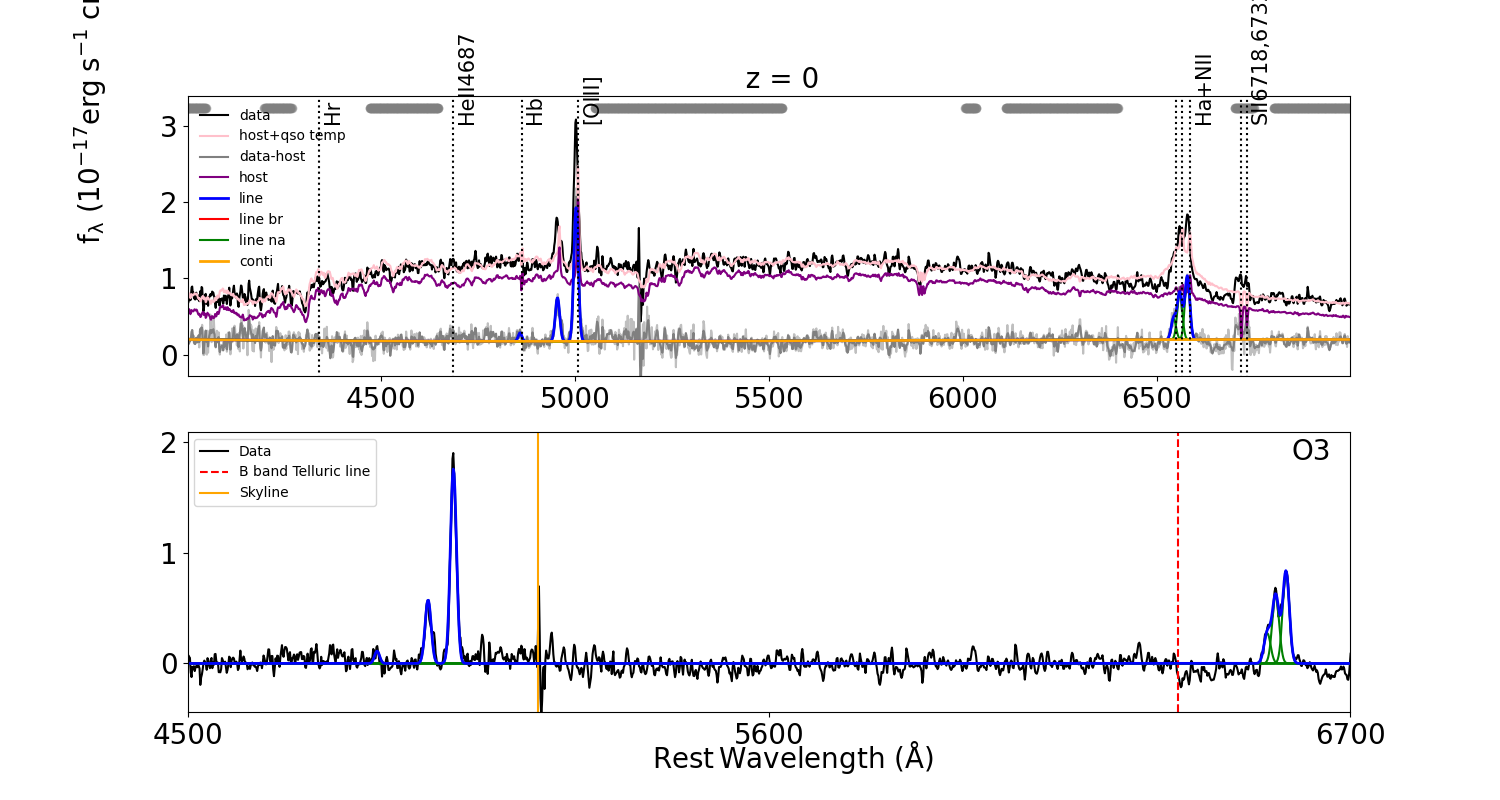 z = 0
f_λ (10^−17 erg s^−1
Hr
HeII4687
Hb
[OIII]
Ha+NII
SII6718,673
data
host+qso temp
data-host
host
line
line br
line na
conti
3
2
1
0
4500 5000 5500 6000 6500
Data
B band Telluric line
Skyline
O3
2
1
0
4500 5600 6700
Rest Wavelength (Å)